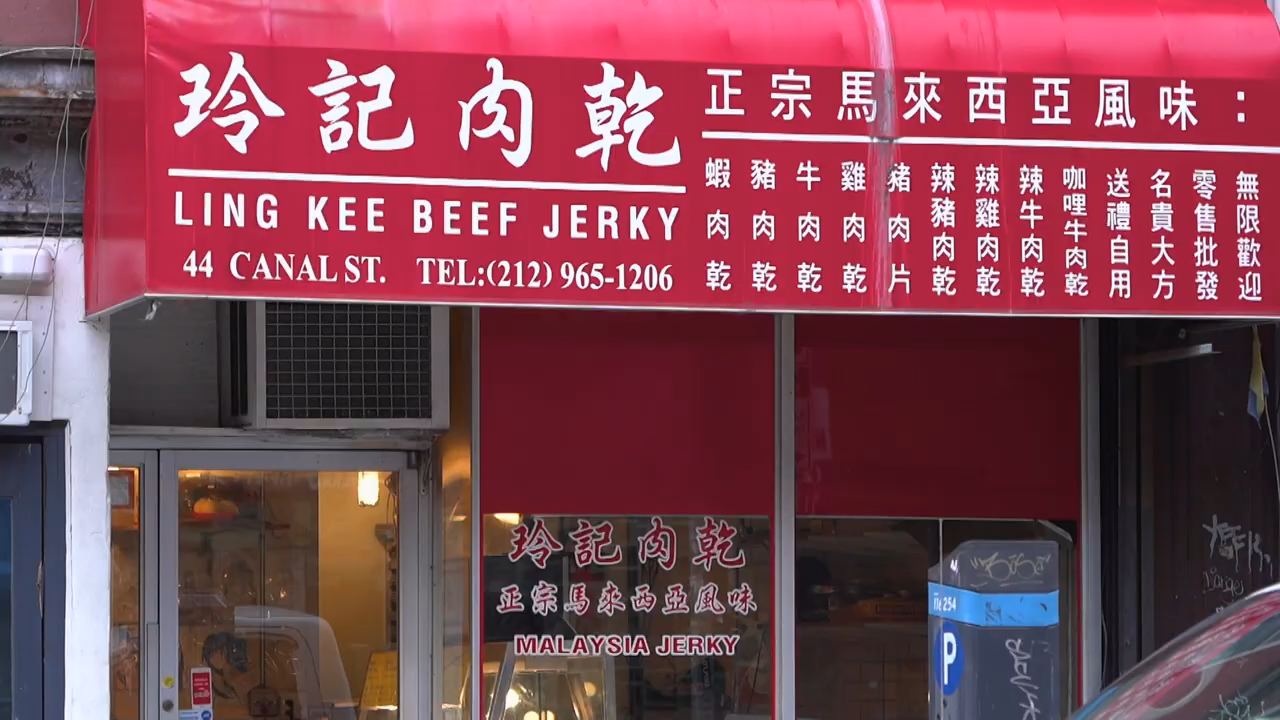 玲記肉乾
LING KEE BEEF JERKY
44 CANAL ST. TEL:(212) 965-1206
正宗馬來西亞風味：
蝦肉乾
豬肉乾
牛肉乾
雞肉乾
豬肉片
辣豬肉乾
辣雞肉乾
辣牛肉乾
咖哩牛肉乾
送禮自用
名貴大方
零售批發
無限歡迎
玲記肉乾
正宗馬來西亞風味
MALAYSIA JERKY
254
P